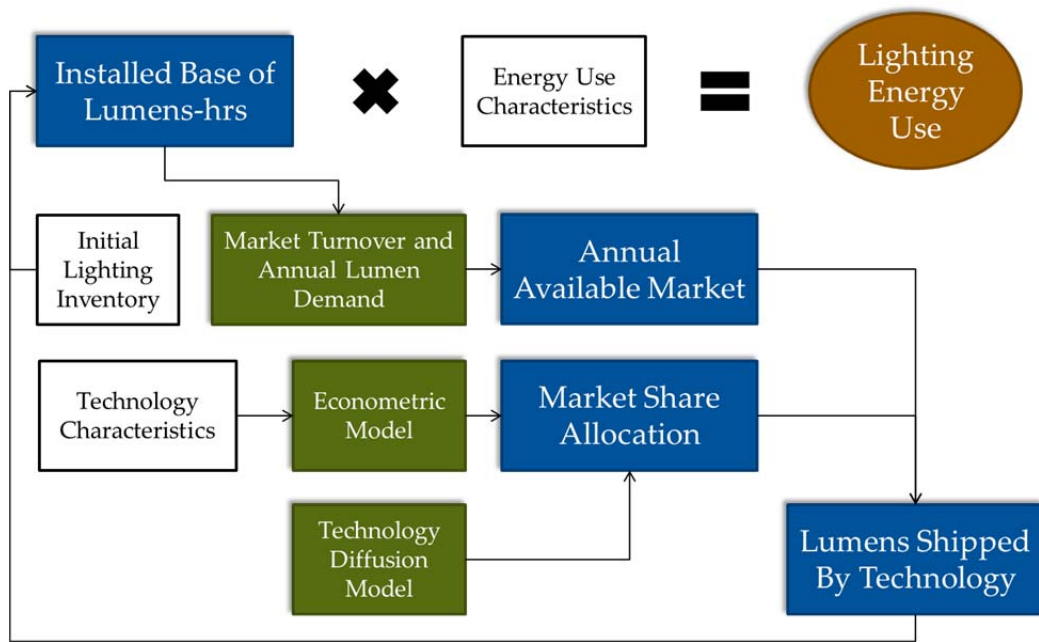 Installed Base of
Lumens-hrs
Energy Use
Characteristics
Lighting
Energy
Use
Initial
Lighting
Inventory
Market Turnover and
Annual Lumen
Demand
Annual
Available Market
Technology
Characteristics
Econometric
Model
Market Share
Allocation
Technology
Diffusion
Model
Lumens Shipped
By Technology